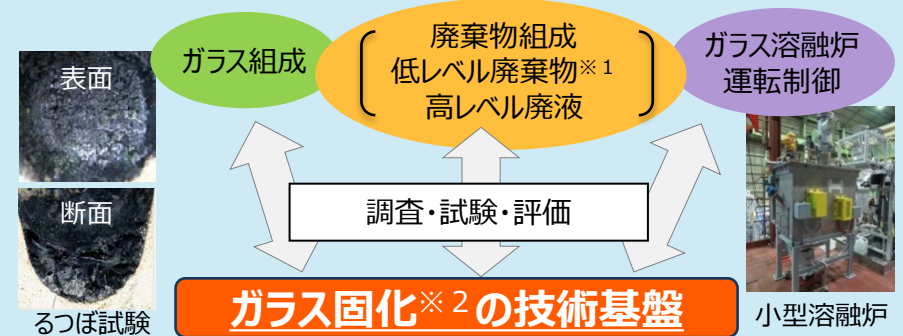 ガラス組成
廃棄物組成
低レベル廃棄物※1
高レベル廃液
ガラス溶融炉
運転制御
表面
断面
るつぼ試験
調査・試験・評価
ガラス固化※2の技術基盤
小型溶融炉